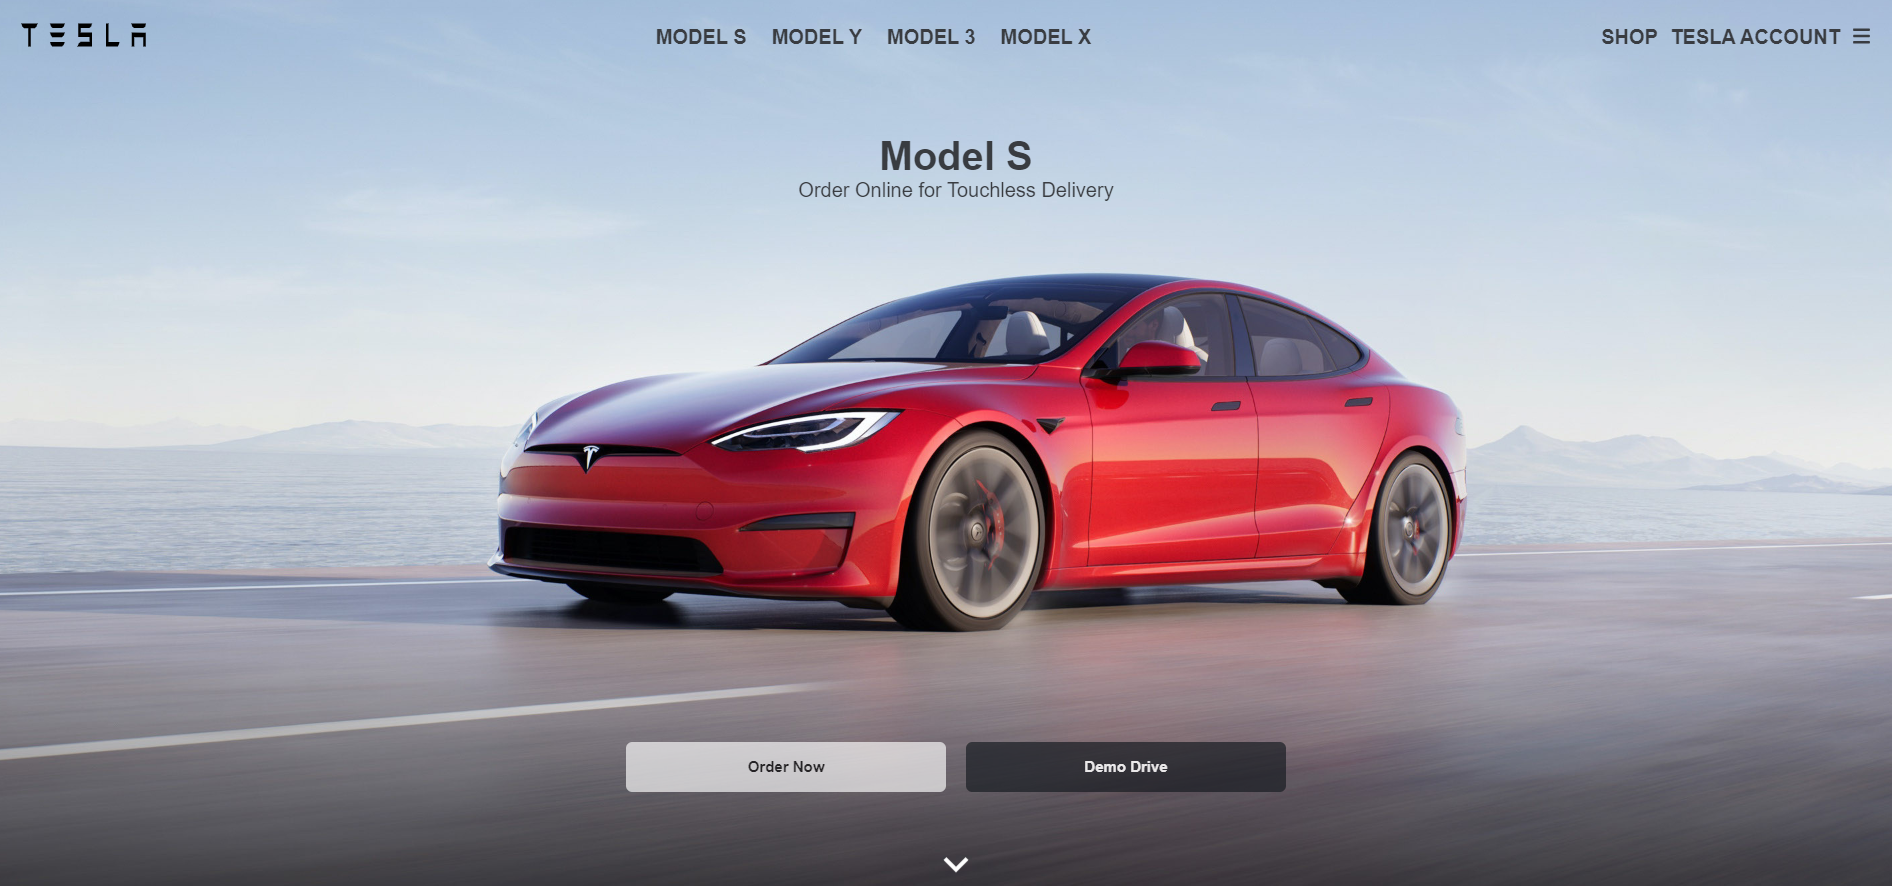 TESLA
MODEL S MODEL Y MODEL 3 MODEL X
SHOP TESLA ACCOUNT
Model S
Order Online for Touchless Delivery
Order Now
Demo Drive